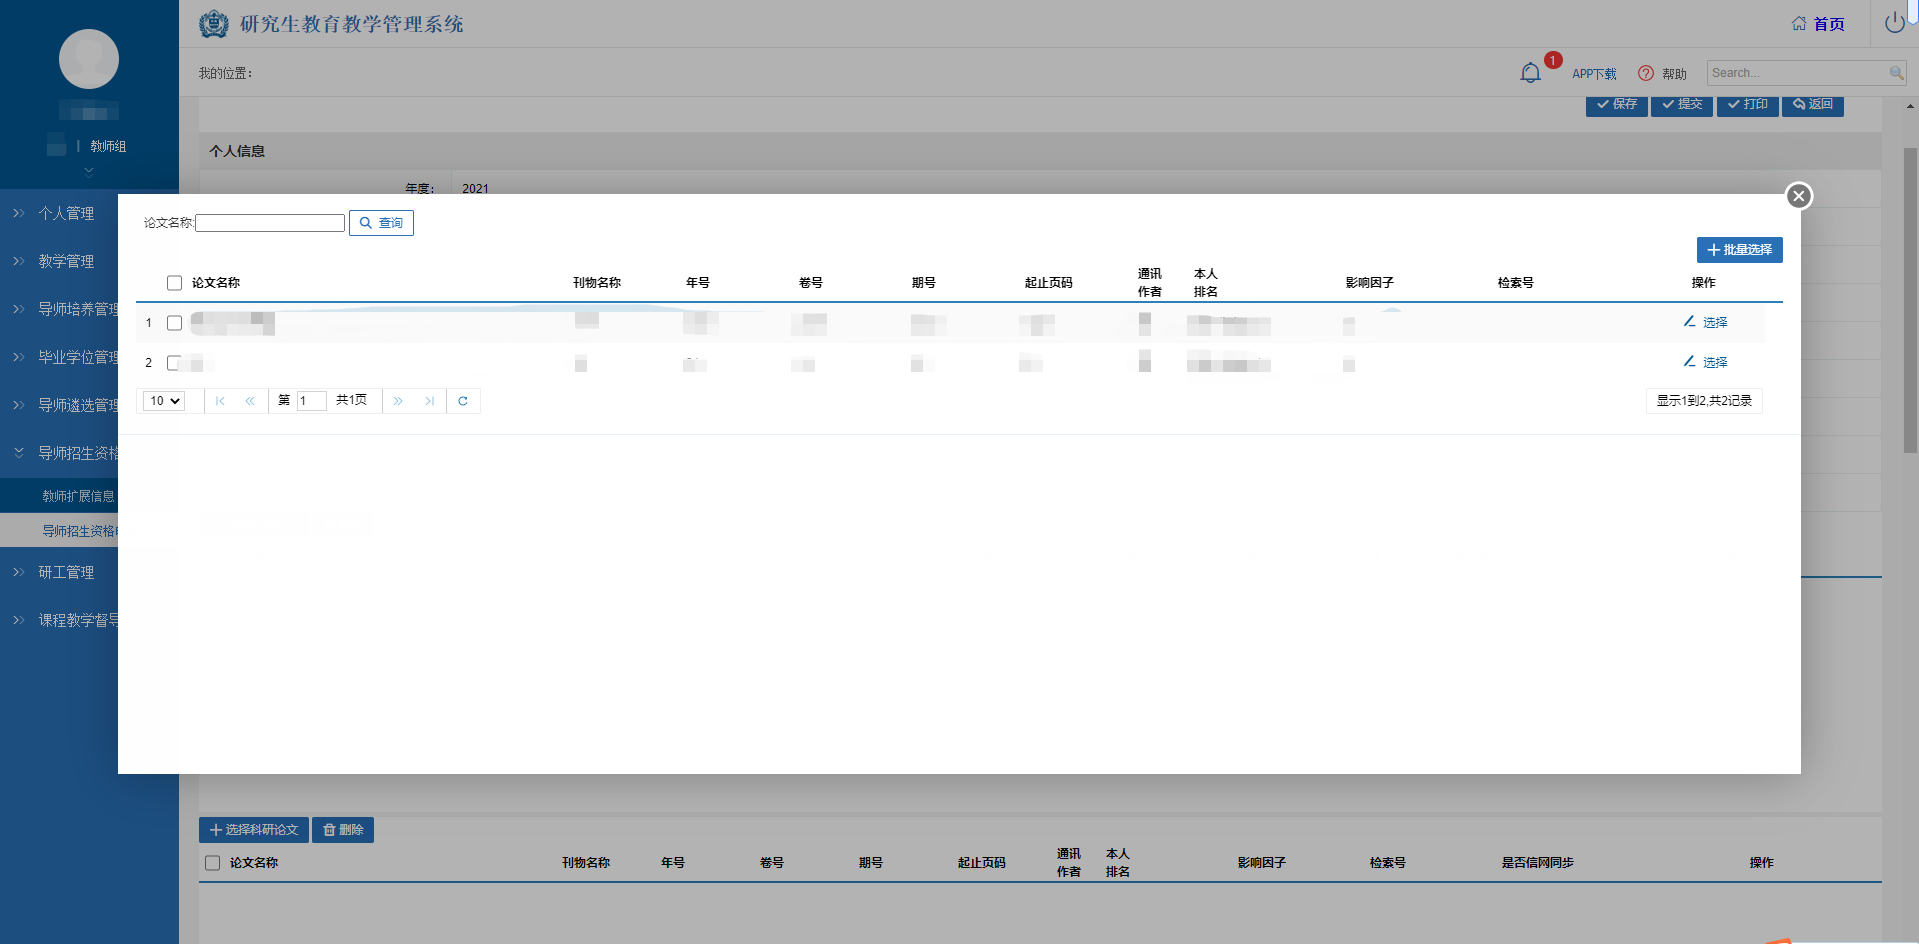 研究生教育教学管理系统
首页
我的位置：
1
APP下载
帮助
Search...
教师组
保存
提交
打印
返回
个人信息
年度：
2021
个人管理
教学管理
导师培养管理
毕业学位管理
导师遴选管理
导师招生资格
教师扩展信息
导师招生资格
研工管理
课程教学督导
论文名称:
查询
批量选择
论文名称 刊物名称 年号 卷号 期号 起止页码 通讯作者 本人排名 影响因子 检索号 操作
1 选择
2 选择
10 第 1 共1页
显示1到2,共2记录
选择科研论文
删除
论文名称 刊物名称 年号 卷号 期号 起止页码 通讯作者 本人排名 影响因子 检索号 是否信网同步 操作